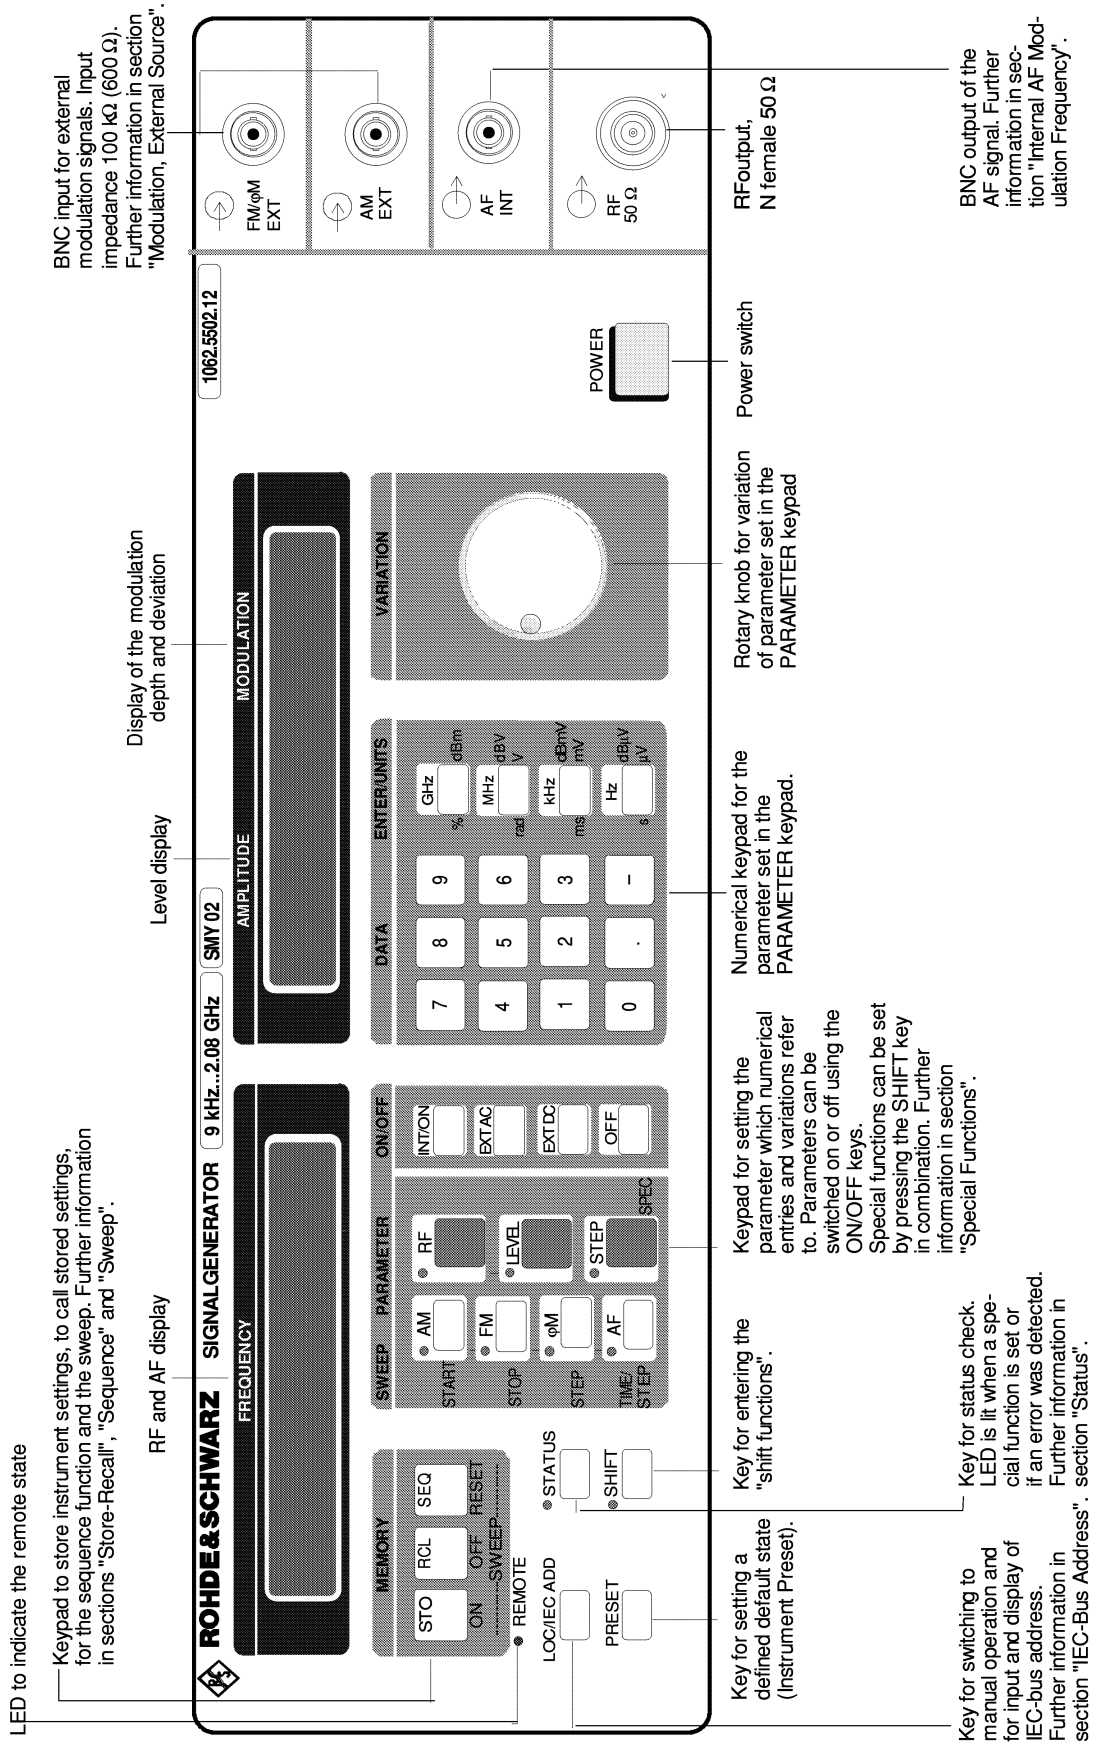 LED to indicate the remote state
Keypad to store instrument settings, to call stored settings,
for the sequence function and the sweep. Further information
in sections "Store-Recall", "Sequence" and "Sweep".
RF and AF display
Level display
Display of the modulation
depth and deviation
BNC input for external
modulation signals. Input
impedance 100 kΩ (600 Ω).
Further information in section
"Modulation, External Source".
R&S
ROHDE&SCHWARZ
SIGNALGENERATOR
9 kHz...2.08 GHz
SMY 02
1062.5502.12
FREQUENCY
AMPLITUDE
MODULATION
MEMORY
STO
RCL
SEQ
ON
OFF
RESET
----------SWEEP----------
REMOTE
LOC/IEC ADD
STATUS
PRESET
SHIFT
SWEEP
PARAMETER
ON/OFF
START
AM
RF
INT/ON
STOP
FM
LEVEL
EXT AC
STEP
φM
STEP
EXT DC
TIME/
STEP
AF
SPEC
OFF
DATA
ENTER/UNITS
7
8
9
%
GHz
dBm
4
5
6
rad
MHz
dBV
V
1
2
3
ms
kHz
dBmV
mV
0
.
–
s
Hz
dBµV
µV
VARIATION
POWER
FM/φM
EXT
AM
EXT
AF
INT
RF
50 Ω
Key for setting a
defined default state
(Instrument Preset).
Key for entering the
"shift functions".
Keypad for setting the
parameter which numerical
entries and variations refer
to. Parameters can be
switched on or off using the
ON/OFF keys.
Special functions can be set
by pressing the SHIFT key
in combination. Further
information in section
"Special Functions".
Numerical keypad for the
parameter set in the
PARAMETER keypad.
Rotary knob for variation
of parameter set in the
PARAMETER keypad
Power switch
RFoutput,
N female 50 Ω
Key for switching to
manual operation and
for input and display of
IEC-bus address.
Further information in
section "IEC-Bus Address".
Key for status check.
LED is lit when a spe-
cial function is set or
if an error was detected.
Further information in
section "Status".
BNC output of the
AF signal. Further
information in sec-
tion "Internal AF Mod-
ulation Frequency".